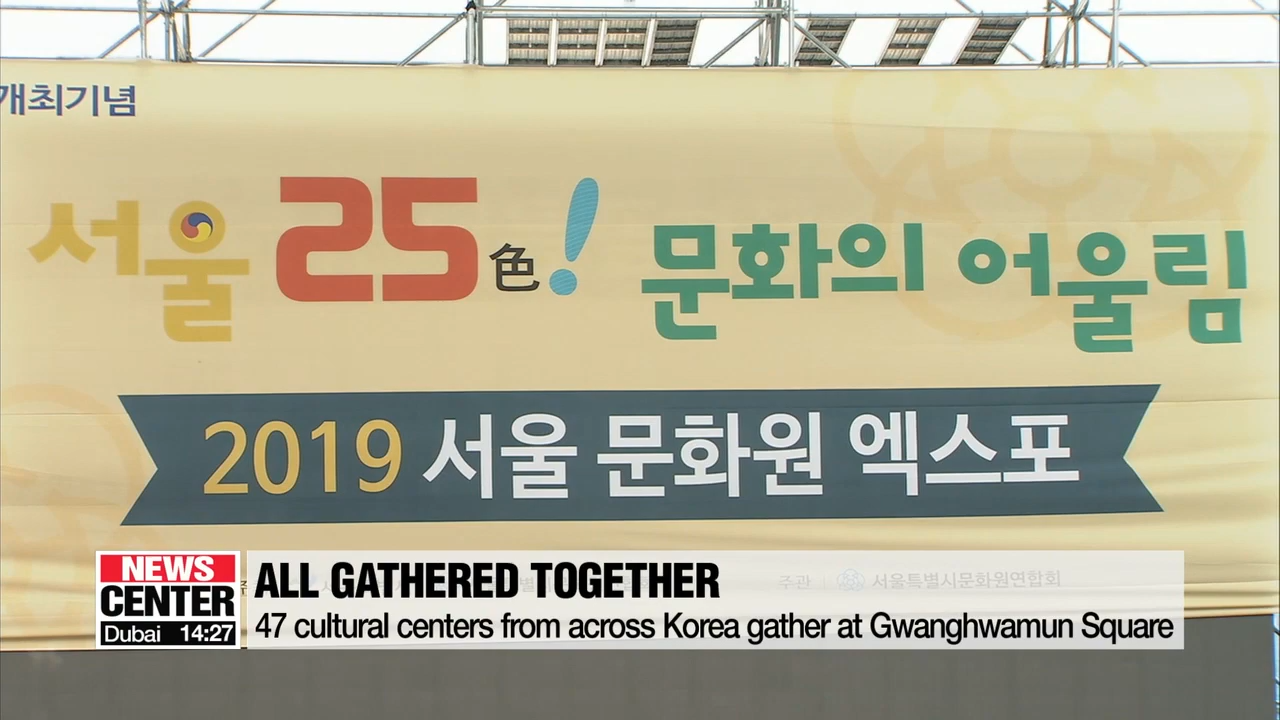 개최기념
서울 25色! 문화의 어울림
2019 서울 문화원 엑스포
주관 | 서울특별시문화원연합회
NEWS CENTER
Dubai 14:27
ALL GATHERED TOGETHER
47 cultural centers from across Korea gather at Gwanghwamun Square